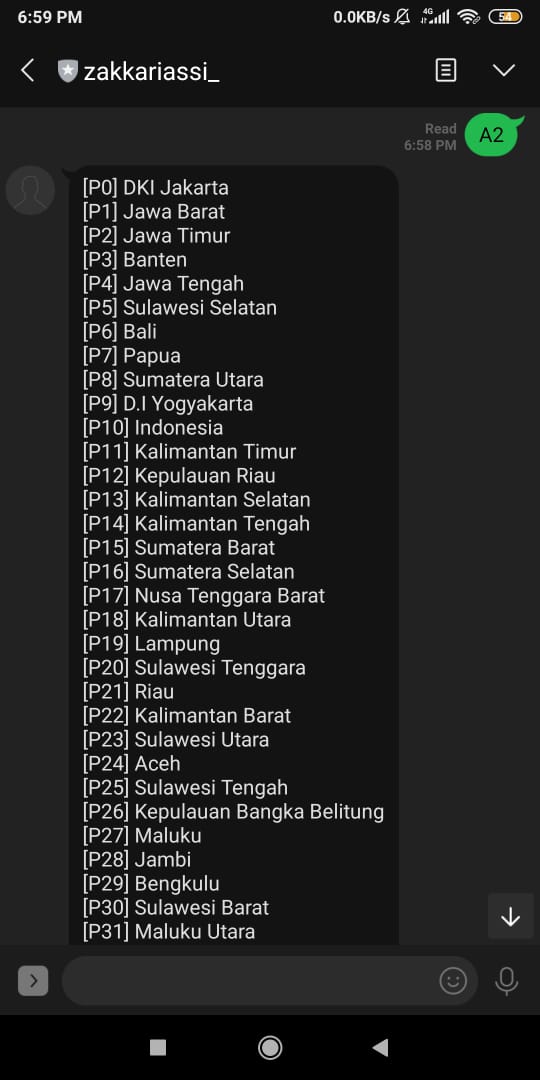 6:59 PM
0.0KB/s 4G 54
zakkariassi_
Read
6:58 PM
A2
[P0] DKI Jakarta
[P1] Jawa Barat
[P2] Jawa Timur
[P3] Banten
[P4] Jawa Tengah
[P5] Sulawesi Selatan
[P6] Bali
[P7] Papua
[P8] Sumatera Utara
[P9] D.I Yogyakarta
[P10] Indonesia
[P11] Kalimantan Timur
[P12] Kepulauan Riau
[P13] Kalimantan Selatan
[P14] Kalimantan Tengah
[P15] Sumatera Barat
[P16] Sumatera Selatan
[P17] Nusa Tenggara Barat
[P18] Kalimantan Utara
[P19] Lampung
[P20] Sulawesi Tenggara
[P21] Riau
[P22] Kalimantan Barat
[P23] Sulawesi Utara
[P24] Aceh
[P25] Sulawesi Tengah
[P26] Kepulauan Bangka Belitung
[P27] Maluku
[P28] Jambi
[P29] Bengkulu
[P30] Sulawesi Barat
[P31] Maluku Utara